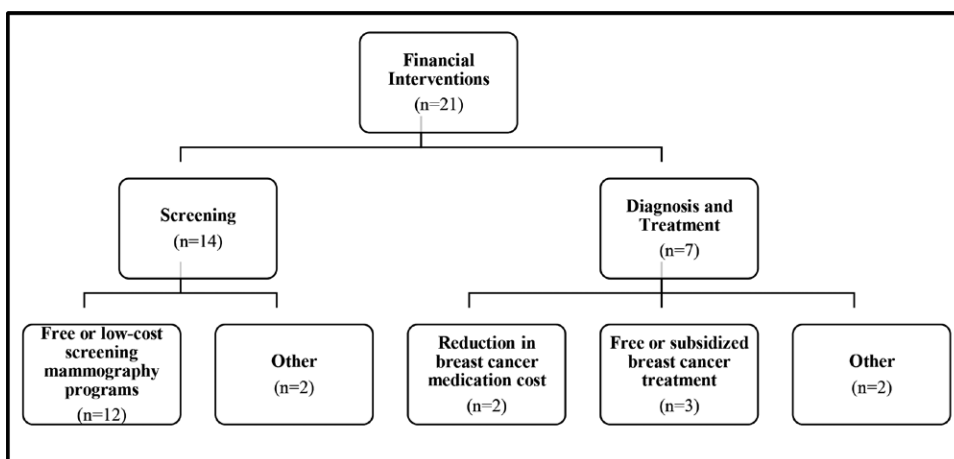 Financial
Interventions
(n=21)
Screening
(n=14)
Diagnosis and
Treatment
(n=7)
Free or low-cost
screening
mammography
programs
(n=12)
Other
(n=2)
Reduction in
breast cancer
medication cost
(n=2)
Free or subsidized
breast cancer
treatment
(n=3)
Other
(n=2)